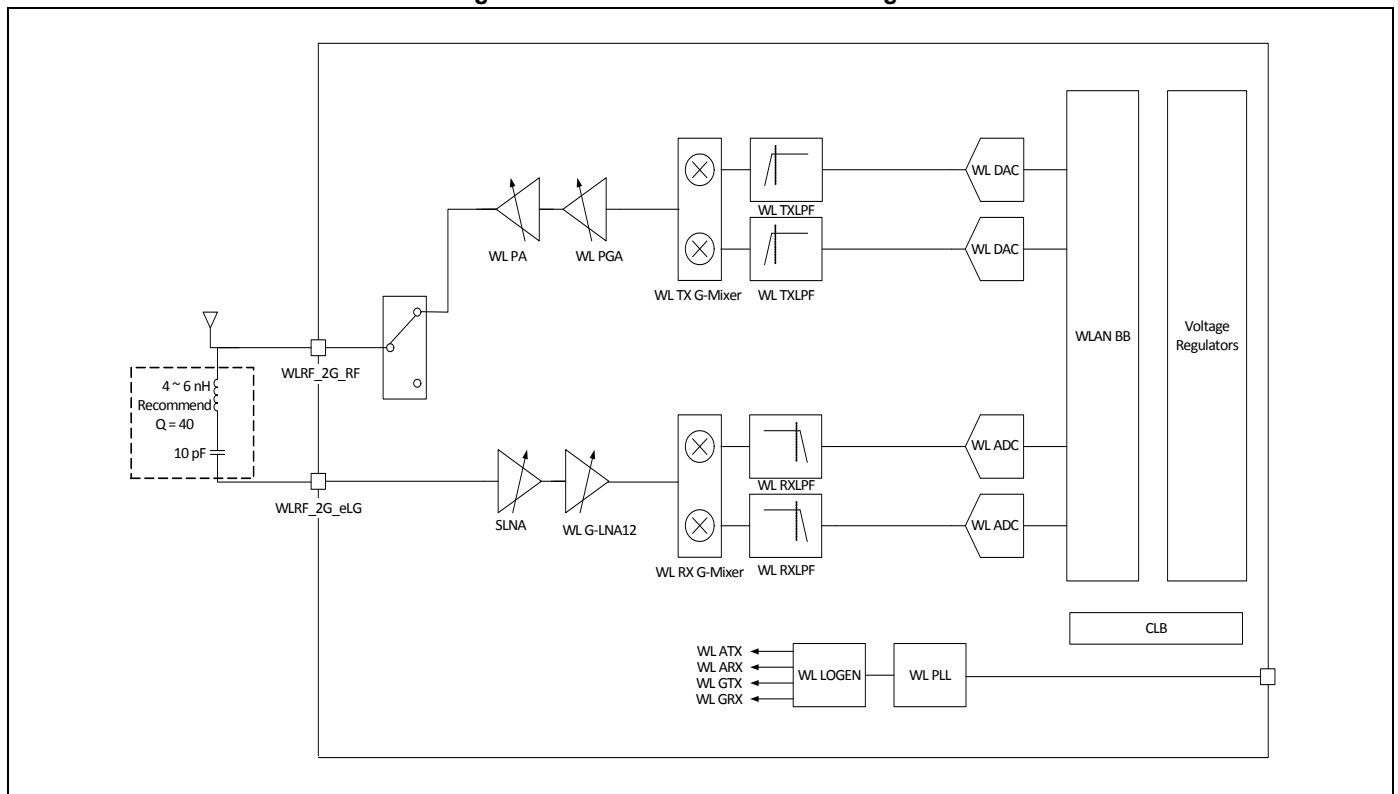 WL DAC
WL TXLPF
WL DAC
WL PA
WL PGA
WL TX G-Mixer
WL TXLPF
WLAN BB
Voltage
Regulators
WLRF_2G_RF
4 ~ 6 nH
Recommend
Q = 40
10 pF
WLRF_2G_eLG
SLNA
WL G-LNA12
WL ADC
WL RXLPF
WL ADC
WL RX G-Mixer
WL RXLPF
CLB
WL ATX
WL ARX
WL GTX
WL GRX
WL LOGEN
WL PLL